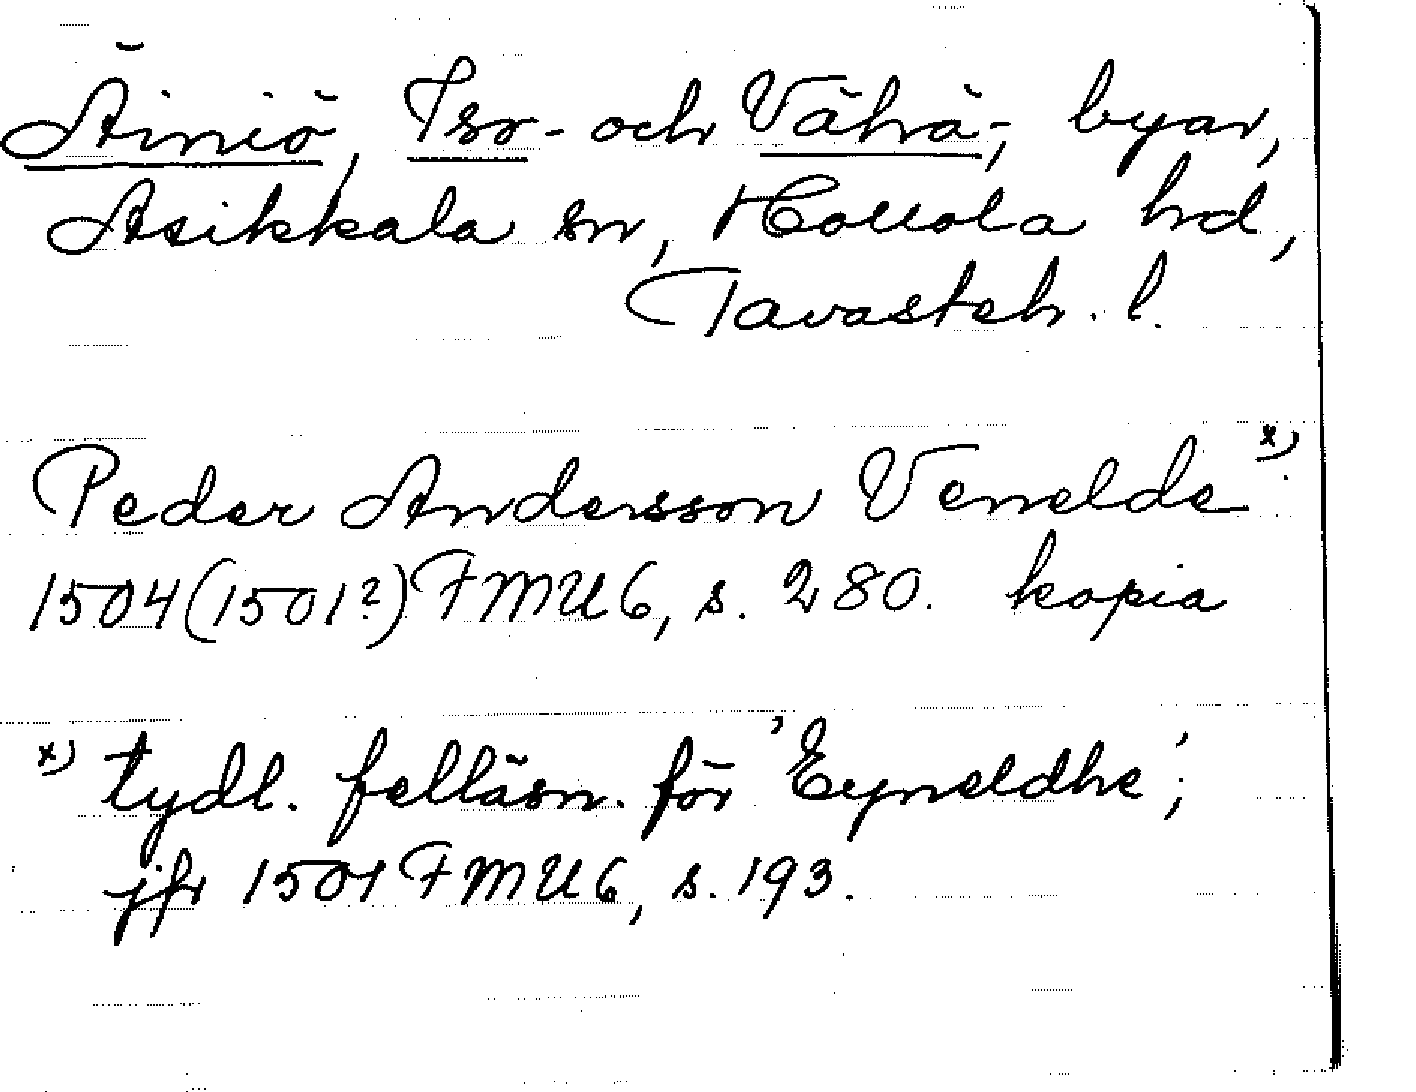 Äiniö, Iso- och Vähä-, byar,
Asikkala sn, Hollola hd,
Tavasteh. l.
Peder Andersson Venelde x).
1504 (1501?) FMU 6, s. 280. kopia
x) tydl. felläsn. för 'Eyneldhe';
jfr 1501 FMU 6, s. 193.